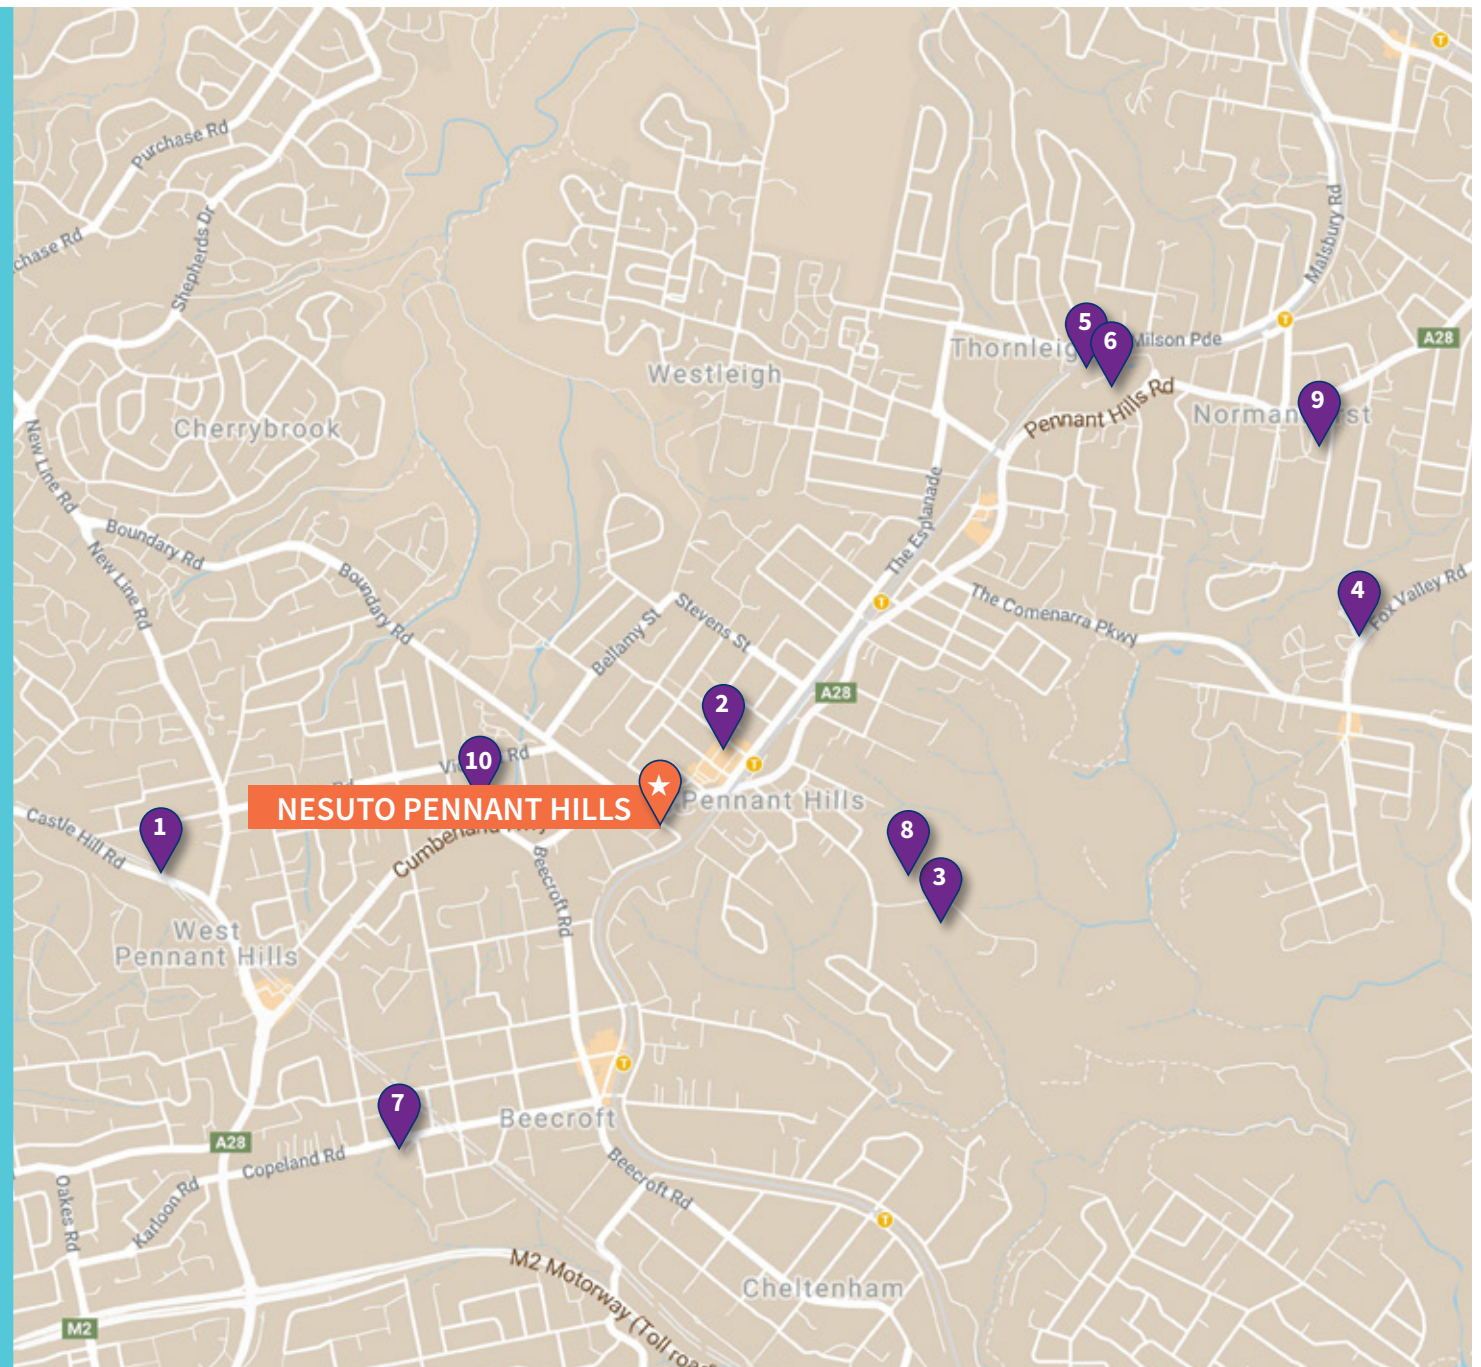 T
Purchase Rd
chase Rd
Shepherds Dr
Malsbury Rd
T
5
6
Milson Pde
A28
Thornleig
Westleigh
Pennant Hills Rd
9
Norman
rst
Cherrybrook
New Line Rd
The Esplanade
Boundary Rd
New Line Rd
Boundary Rd
T
The Comenarra Pkwy
4
Fox Valley Rd
Stevens St
Bellamy St
A28
2
10
Rd
T
NESUTO PENNANT HILLS
Pennant Hills
Castle Hill Rd
1
Cumberland Hwy
8
3
Beecroft Rd
West
Pennant Hills
T
7
Beecroft
A28
Copeland Rd
Karloon Rd
Oakes Rd
Beecroft Rd
T
M2 Motorway (Toll road)
Cheltenham
M2